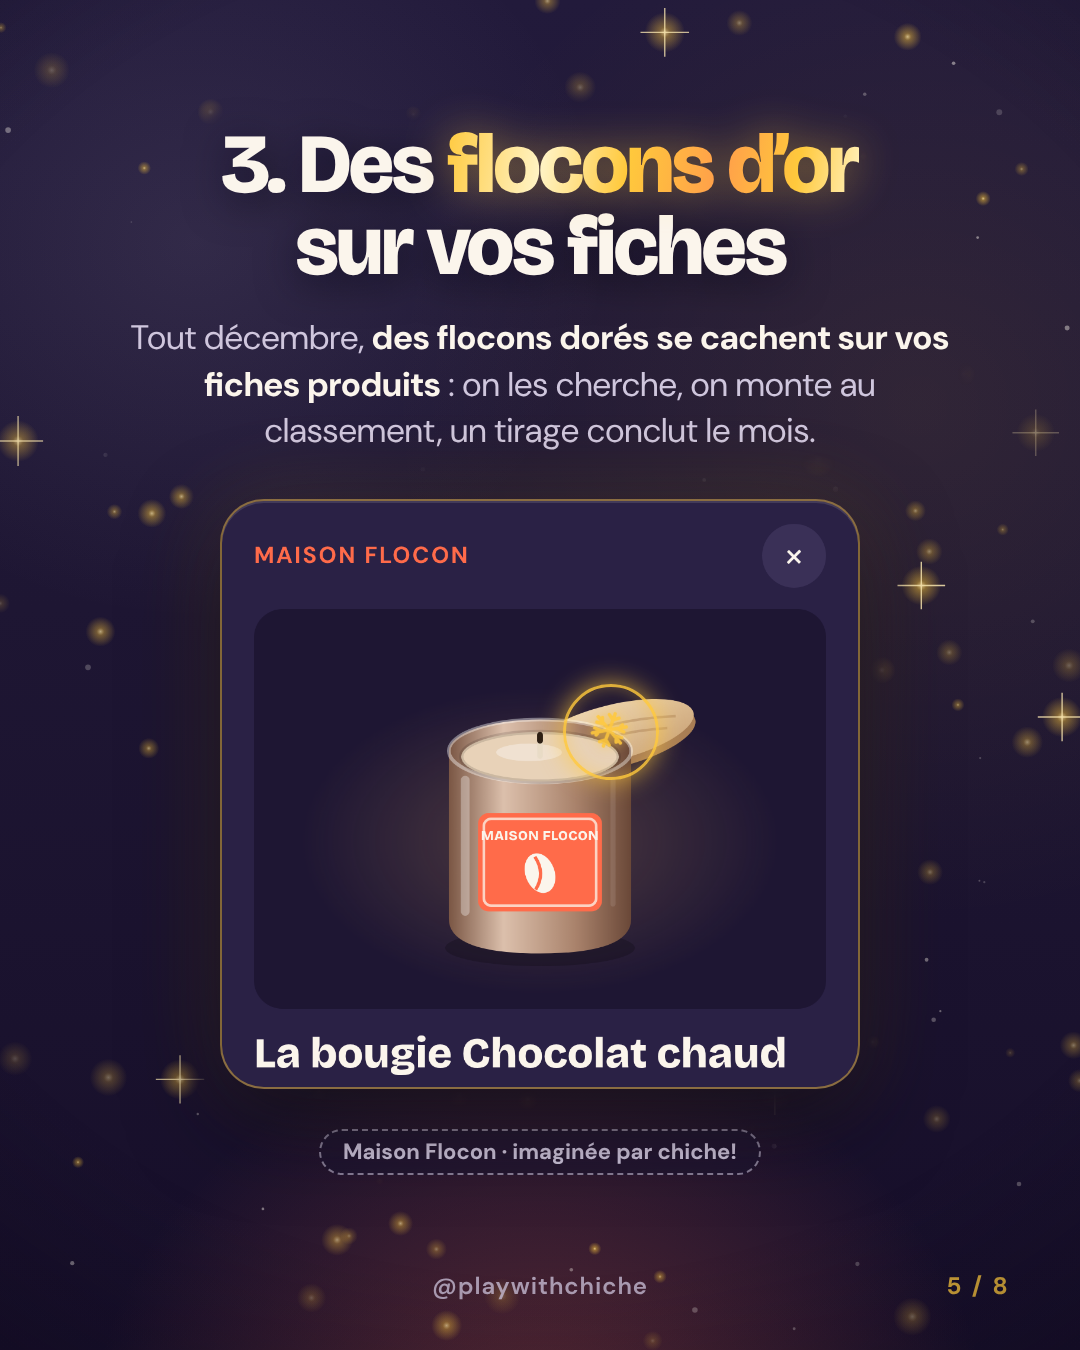 3. Des flocons d'or
sur vos fiches
Tout décembre, des flocons dorés se cachent sur vos
fiches produits : on les cherche, on monte au
classement, un tirage conclut le mois.
MAISON FLOCON
×
MAISON FLOCON
La bougie Chocolat chaud
Maison Flocon · imaginée par chiche!
@playwithchiche
5 / 8